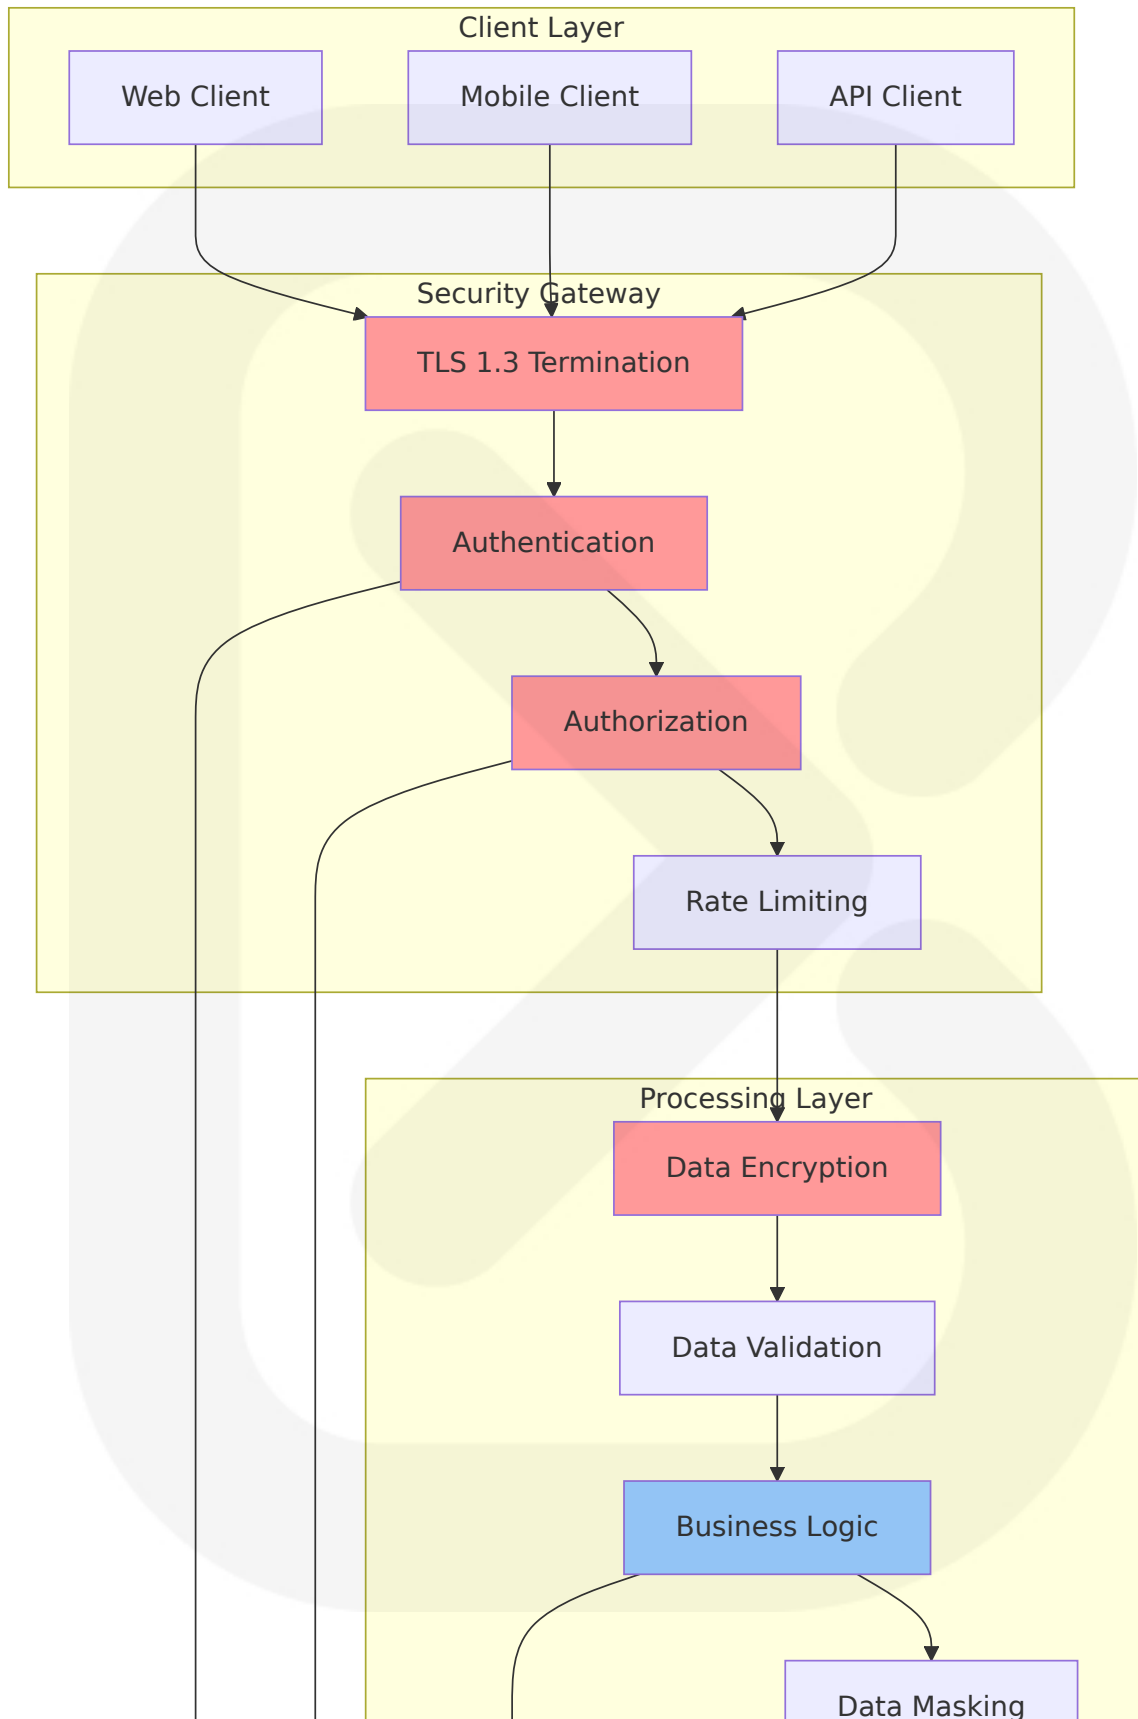 Client Layer
Web Client
Mobile Client
API Client
Security Gateway
TLS 1.3 Termination
Authentication
Authorization
Rate Limiting
Processing Layer
Data Encryption
Data Validation
Business Logic
Data Masking